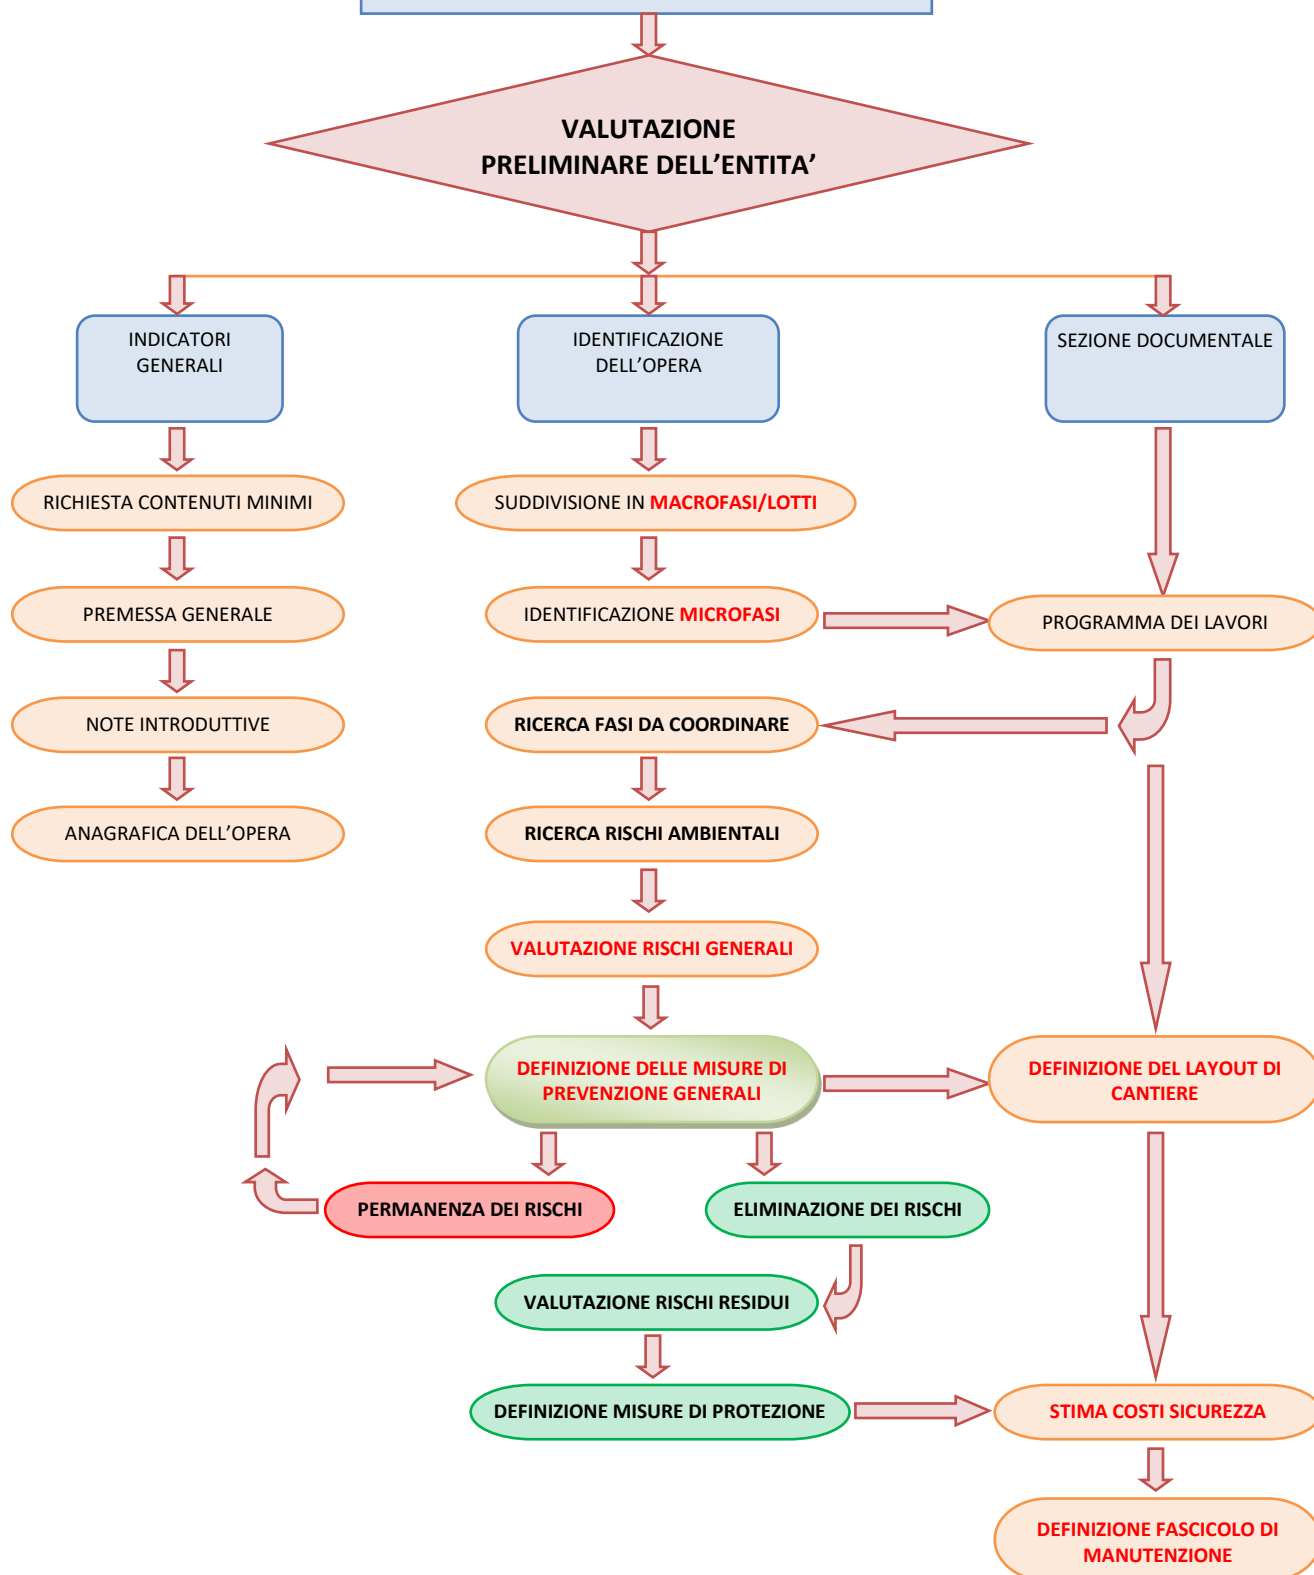 VALUTAZIONE
PRELIMINARE DELL’ENTITA’
INDICATORI
GENERALI
IDENTIFICAZIONE
DELL’OPERA
SEZIONE DOCUMENTALE
RICHIESTA CONTENUTI MINIMI
SUDDIVISIONE IN MACROFASI/LOTTI
PREMESSA GENERALE
IDENTIFICAZIONE MICROFASI
PROGRAMMA DEI LAVORI
NOTE INTRODUTTIVE
RICERCA FASI DA COORDINARE
ANAGRAFICA DELL’OPERA
RICERCA RISCHI AMBIENTALI
VALUTAZIONE RISCHI GENERALI
DEFINIZIONE DELLE MISURE DI
PREVENZIONE GENERALI
DEFINIZIONE DEL LAYOUT DI
CANTIERE
PERMANENZA DEI RISCHI
ELIMINAZIONE DEI RISCHI
VALUTAZIONE RISCHI RESIDUI
DEFINIZIONE MISURE DI PROTEZIONE
STIMA COSTI SICUREZZA
DEFINIZIONE FASCICOLO DI
MANUTENZIONE